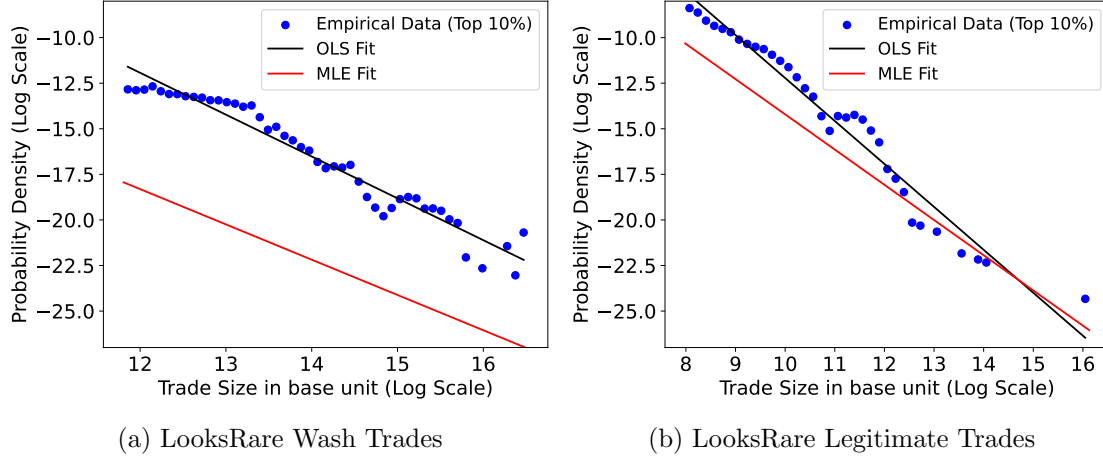 Empirical Data (Top 10%)
OLS Fit
MLE Fit
Probability Density (Log Scale)
−10.0
−12.5
−15.0
−17.5
−20.0
−22.5
−25.0
12 13 14 15 16
Trade Size in base unit (Log Scale)
(a) LooksRare Wash Trades
Empirical Data (Top 10%)
OLS Fit
MLE Fit
Probability Density (Log Scale)
−10.0
−12.5
−15.0
−17.5
−20.0
−22.5
−25.0
8 9 10 11 12 13 14 15 16
Trade Size in base unit (Log Scale)
(b) LooksRare Legitimate Trades